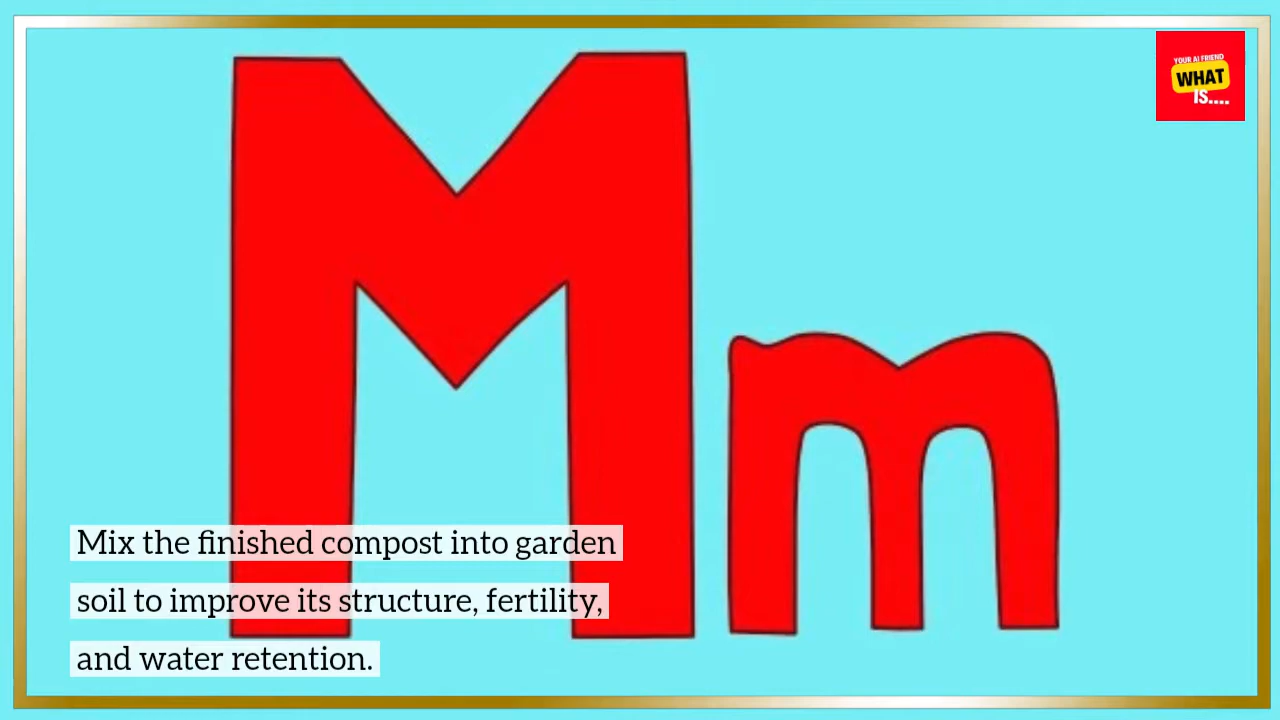 YOUR AI FRIEND
WHAT
IS....
Mm
Mix the finished compost into garden
soil to improve its structure, fertility,
and water retention.